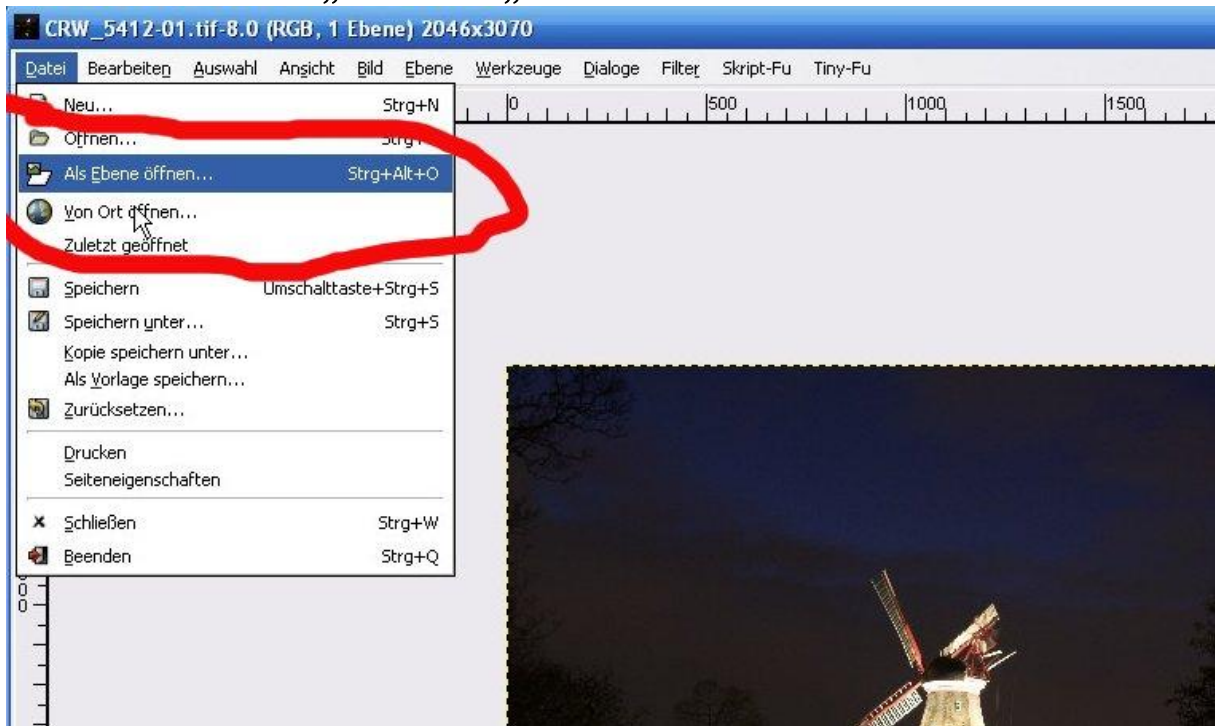 CRW_5412-01.tif-8.0 (RGB, 1 Ebene) 2046x3070
Datei Bearbeiten Auswahl Ansicht Bild Ebene Werkzeuge Dialoge Filter Skript-Fu Tiny-Fu
0 500 1000 1500
Neu... Strg+N
Öffnen...
Als Ebene öffnen... Strg+Alt+O
Von Ort öffnen...
Zuletzt geöffnet
Speichern Umschalttaste+Strg+S
Speichern unter... Strg+S
Kopie speichern unter...
Als Vorlage speichern...
Zurücksetzen...
Drucken
Seiteneigenschaften
Schließen Strg+W
Beenden Strg+Q
0
0